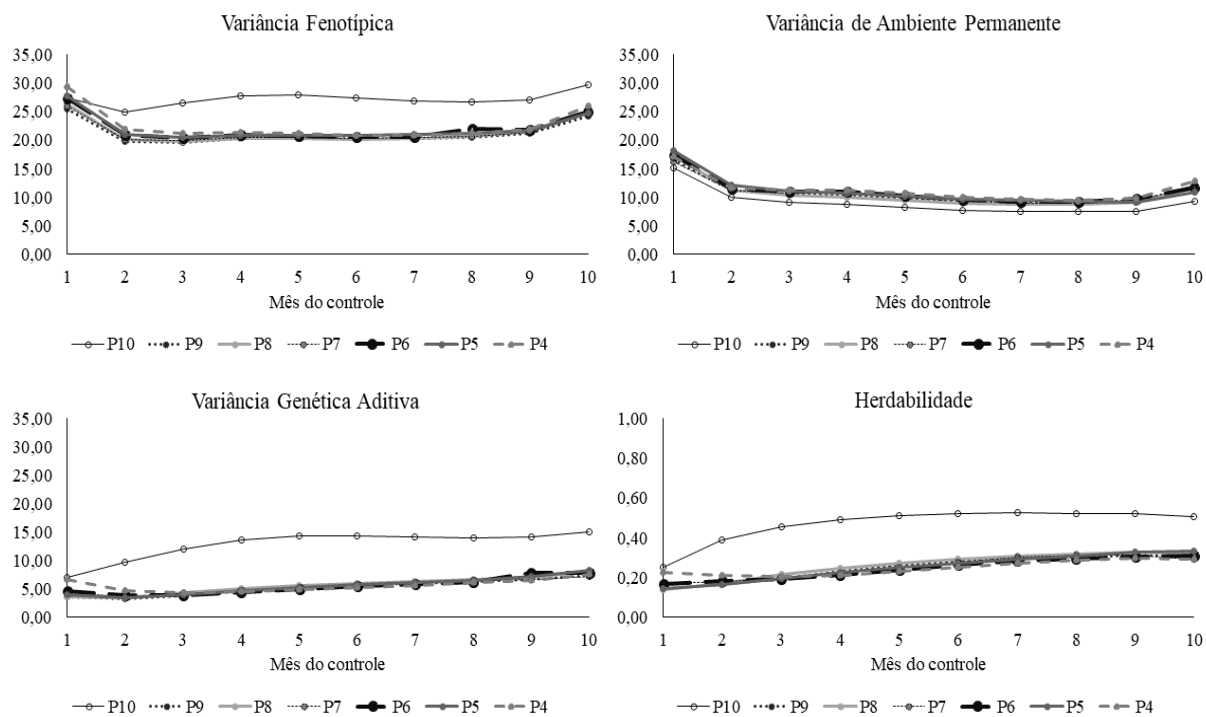 Variância Fenotípica
35,00
30,00
25,00
20,00
15,00
10,00
5,00
0,00
1 2 3 4 5 6 7 8 9 10
Mês do controle
P10 P9 P8 P7 P6 P5 P4
Variância de Ambiente Permanente
35,00
30,00
25,00
20,00
15,00
10,00
5,00
0,00
1 2 3 4 5 6 7 8 9 10
Mês do controle
P10 P9 P8 P7 P6 P5 P4
Variância Genética Aditiva
35,00
30,00
25,00
20,00
15,00
10,00
5,00
0,00
1 2 3 4 5 6 7 8 9 10
Mês do controle
P10 P9 P8 P7 P6 P5 P4
Herdabilidade
1,00
0,80
0,60
0,40
0,20
0,00
1 2 3 4 5 6 7 8 9 10
Mês do controle
P10 P9 P8 P7 P6 P5 P4